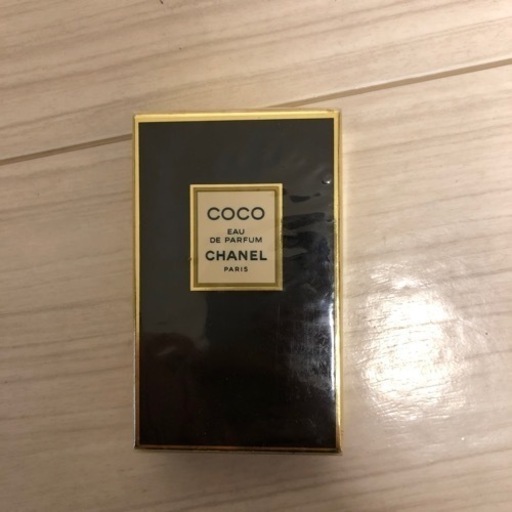 COCO
EAU
DE PARFUM
CHANEL
PARIS